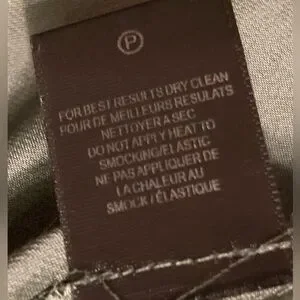 P
FOR BEST RESULTS DRY CLEAN
POUR DE MEILLEURS RESULATS
NETTOYER A SEC
DO NOT APPLY HEAT TO
SMOCKING/ELASTIC
NE PAS APPLIQUER DE
LA CHALEUR AU
SMOCK / ÉLASTIQUE